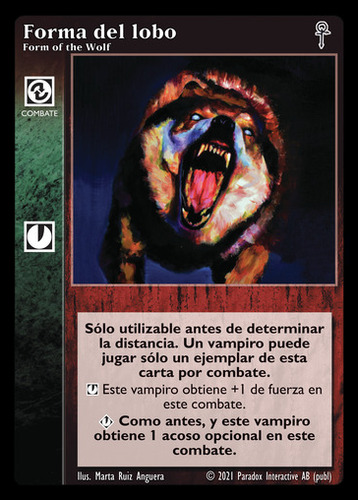 Forma del lobo
Form of the Wolf
COMBATE
Sólo utilizable antes de determinar
la distancia. Un vampiro puede
jugar sólo un ejemplar de esta
carta por combate.
Este vampiro obtiene +1 de fuerza en
este combate.
Como antes, y este vampiro
obtiene 1 acoso opcional en este
combate.
Ilus. Marta Ruiz Anguera © 2021 Paradox Interactive AB (publ)